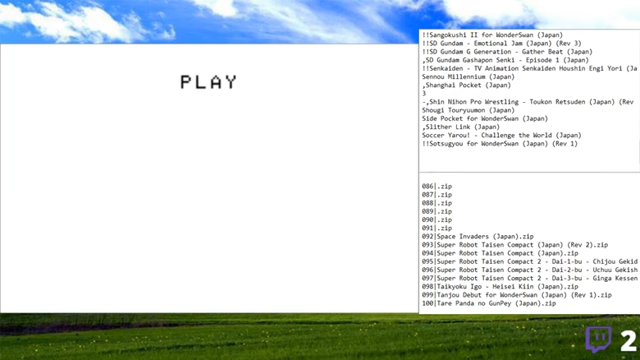 PLAY
!!Sangokushi II for WonderSwan (Japan)
!!SD Gundam - Emotional Jam (Japan) (Rev 3)
!!SD Gundam G Generation - Gather Beat (Japan)
,SD Gundam Gashapon Senki - Episode 1 (Japan)
!!Senkaiden - TV Animation Senkaiden Houshin Engi Yori (Ja
Sennou Millennium (Japan)
,Shanghai Pocket (Japan)
3
-,Shin Nihon Pro Wrestling - Toukon Retsuden (Japan) (Rev
Shougi Touryuumon (Japan)
Side Pocket for WonderSwan (Japan)
,Slither Link (Japan)
Soccer Yarou! - Challenge the World (Japan)
!!Sotsugyou for WonderSwan (Japan) (Rev 1)
086|.zip
087|.zip
088|.zip
089|.zip
090|.zip
091|.zip
092|Space Invaders (Japan).zip
093|Super Robot Taisen Compact (Japan) (Rev 2).zip
094|Super Robot Taisen Compact (Japan).zip
095|Super Robot Taisen Compact 2 - Dai-1-bu - Chijou Gekid
096|Super Robot Taisen Compact 2 - Dai-2-bu - Uchuu Gekish
097|Super Robot Taisen Compact 2 - Dai-3-bu - Ginga Kessen
098|Taikyoku Igo - Heisei Kiin (Japan).zip
099|Tanjou Debut for WonderSwan (Japan) (Rev 1).zip
100|Tare Panda no GunPey (Japan).zip
2